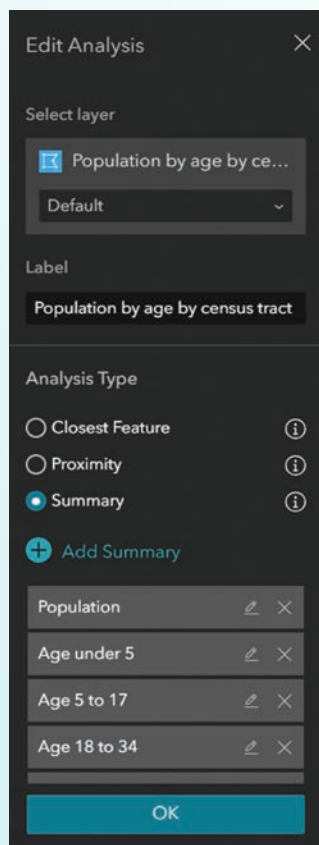 Edit Analysis
Select layer
Population by age by ce...
Default
Label
Population by age by census tract
Analysis Type
Closest Feature
Proximity
Summary
Add Summary
Population
Age under 5
Age 5 to 17
Age 18 to 34
OK